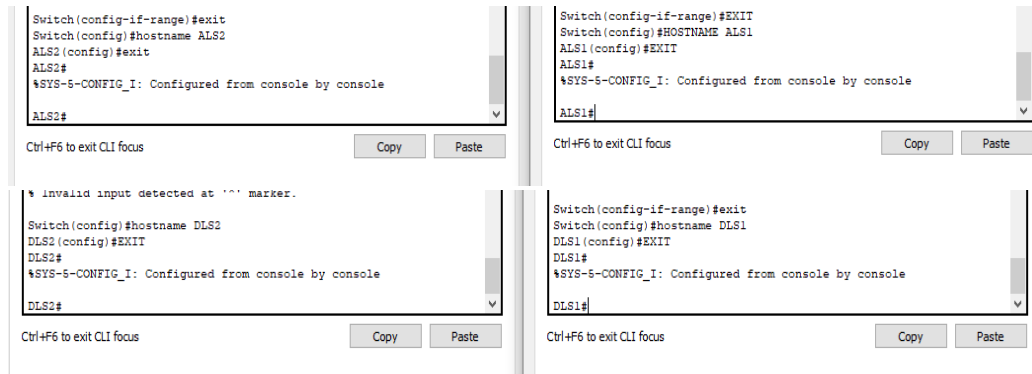 Switch(config-if-range)#exit
Switch(config)#hostname ALS2
ALS2(config)#exit
ALS2#
%SYS-5-CONFIG_I: Configured from console by console
ALS2#
Ctrl+F6 to exit CLI focus
Copy
Paste
Switch(config-if-range)#EXIT
Switch(config)#HOSTNAME ALS1
ALS1(config)#EXIT
ALS1#
%SYS-5-CONFIG_I: Configured from console by console
ALS1#
Ctrl+F6 to exit CLI focus
Copy
Paste
% Invalid input detected at '^' marker.
Switch(config)#hostname DLS2
DLS2(config)#EXIT
DLS2#
%SYS-5-CONFIG_I: Configured from console by console
DLS2#
Ctrl+F6 to exit CLI focus
Copy
Paste
Switch(config-if-range)#exit
Switch(config)#hostname DLS1
DLS1(config)#EXIT
DLS1#
%SYS-5-CONFIG_I: Configured from console by console
DLS1#
Ctrl+F6 to exit CLI focus
Copy
Paste